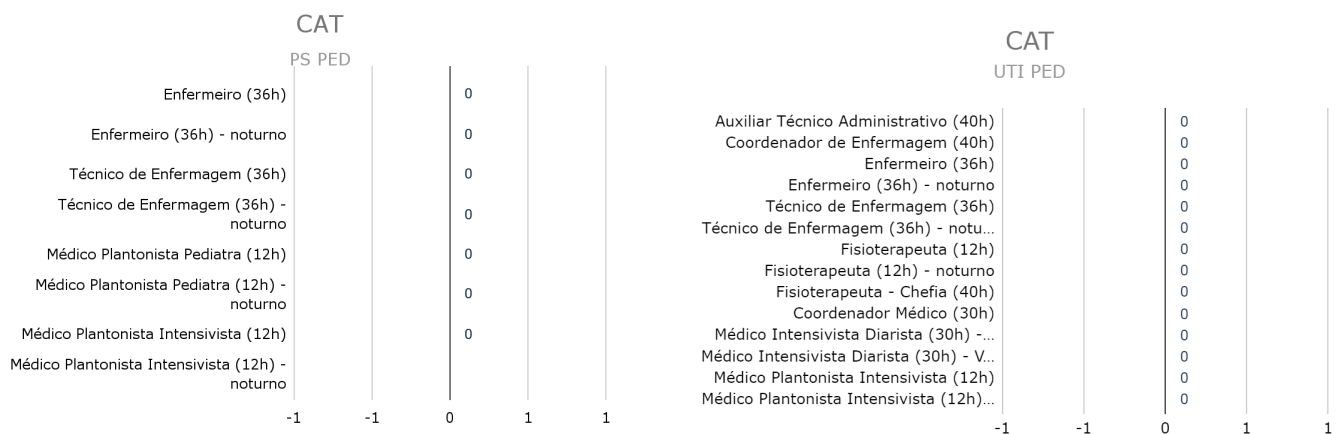 CAT
PS PED
Enfermeiro (36h)
0
Enfermeiro (36h) - noturno
0
Técnico de Enfermagem (36h)
0
Técnico de Enfermagem (36h) -
noturno
0
Médico Plantonista Pediatra (12h)
0
Médico Plantonista Pediatra (12h) -
noturno
0
Médico Plantonista Intensivista (12h)
0
Médico Plantonista Intensivista (12h) -
noturno
-1 -1 0 1 1
CAT
UTI PED
Auxiliar Técnico Administrativo (40h) 0
Coordenador de Enfermagem (40h) 0
Enfermeiro (36h) 0
Enfermeiro (36h) - noturno 0
Técnico de Enfermagem (36h) 0
Técnico de Enfermagem (36h) - notu... 0
Fisioterapeuta (12h) 0
Fisioterapeuta (12h) - noturno 0
Fisioterapeuta - Chefia (40h) 0
Coordenador Médico (30h) 0
Médico Intensivista Diarista (30h) -... 0
Médico Intensivista Diarista (30h) - V... 0
Médico Plantonista Intensivista (12h) 0
Médico Plantonista Intensivista (12h)... 0
-1 -1 0 1 1